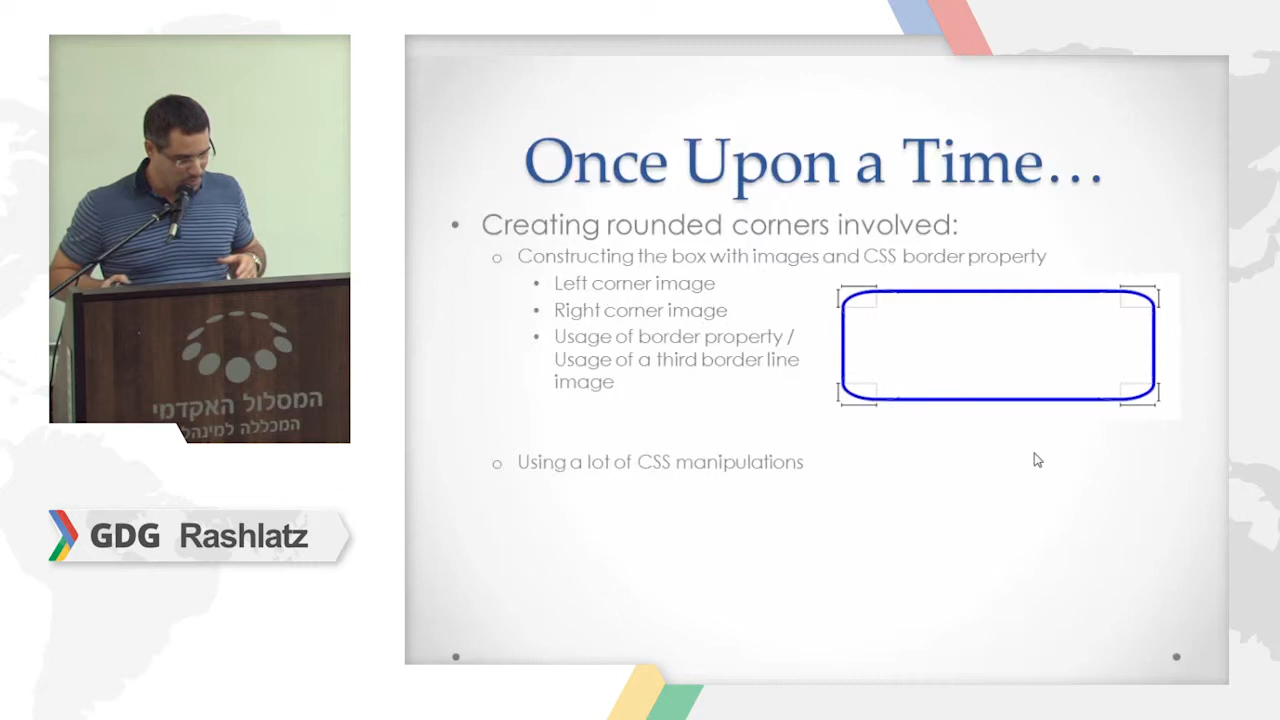 Once Upon a Time…
• Creating rounded corners involved:
o Constructing the box with images and CSS border property
• Left corner image
• Right corner image
• Usage of border property /
Usage of a third border line
image
o Using a lot of CSS manipulations
המסלול האקדמי
המכללה למינהל
GDG Rashlatz